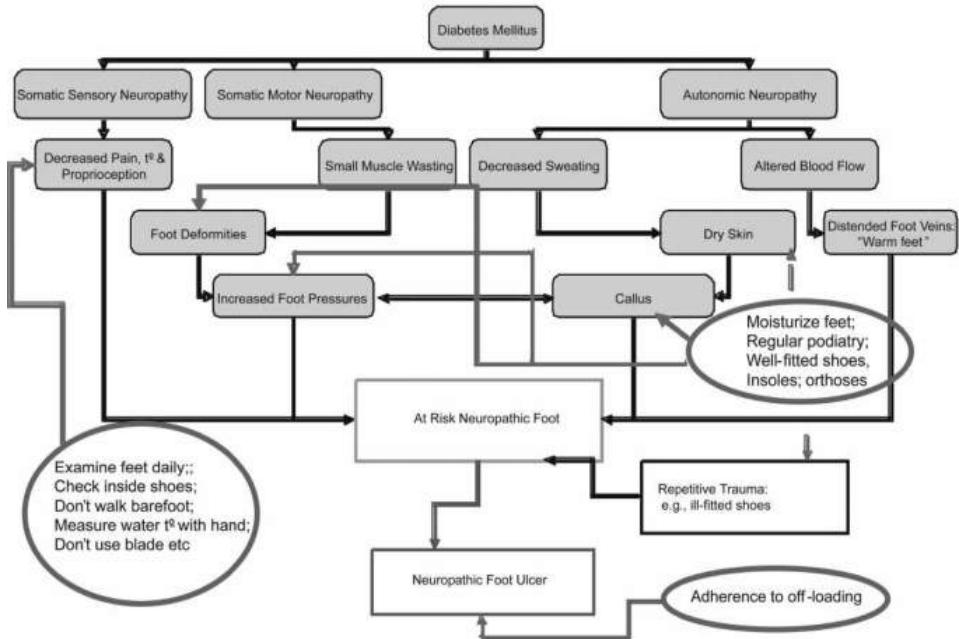 Diabetes Mellitus
Somatic Sensory Neuropathy
Somatic Motor Neuropathy
Autonomic Neuropathy
Decreased Pain, tº &
Proprioception
Small Muscle Wasting
Decreased Sweating
Altered Blood Flow
Foot Deformities
Dry Skin
Distended Foot Veins:
"Warm feet"
Increased Foot Pressures
Callus
Moisturize feet;
Regular podiatry;
Well-fitted shoes,
Insoles; orthoses
At Risk Neuropathic Foot
Examine feet daily;;
Check inside shoes;
Don't walk barefoot;
Measure water tº with hand;
Don't use blade etc
Repetitive Trauma:
e.g., ill-fitted shoes
Neuropathic Foot Ulcer
Adherence to off-loading